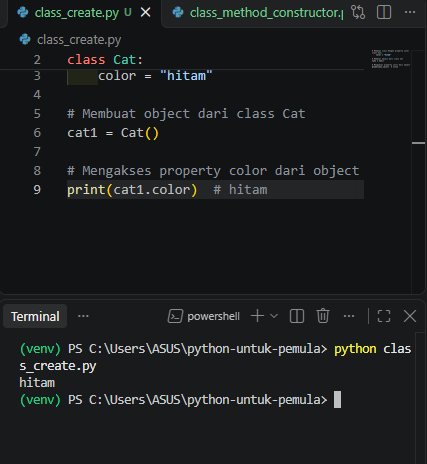 class_create.py U
class_method_constructor.p
class_create.py
2 class Cat:
3     color = "hitam"
4
5 # Membuat object dari class Cat
6 cat1 = Cat()
7
8 # Mengakses property color dari object
9 print(cat1.color)  # hitam
Terminal ... powershell
(venv) PS C:\Users\ASUS\python-untuk-pemula> python clas
s_create.py
hitam
(venv) PS C:\Users\ASUS\python-untuk-pemula>